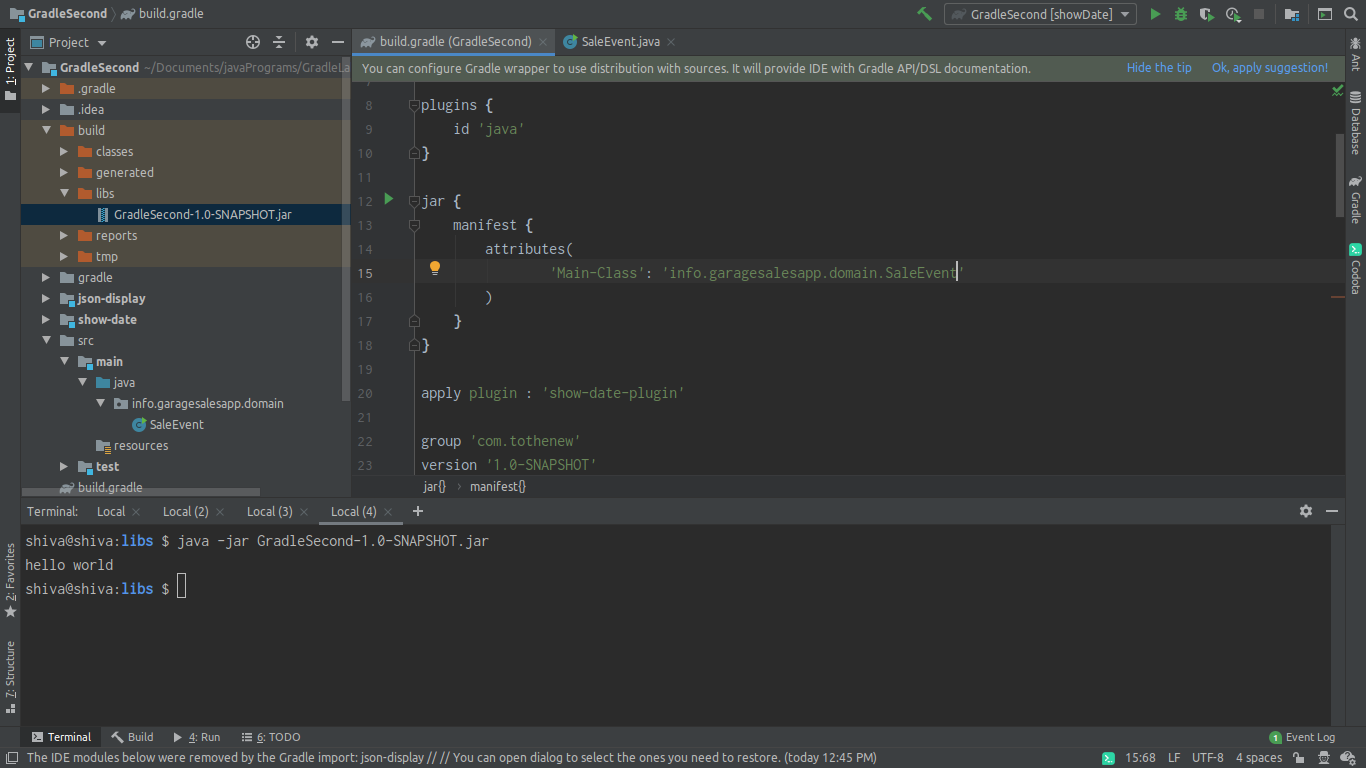 GradleSecond build.gradle GradleSecond [showDate]
Project build.gradle (GradleSecond) SaleEvent.java
1: Project
GradleSecond ~/Documents/javaPrograms/GradleLa
.gradle
.idea
build
classes
generated
libs
GradleSecond-1.0-SNAPSHOT.jar
reports
tmp
gradle
json-display
show-date
src
main
java
info.garagesalesapp.domain
SaleEvent
resources
test
build.gradle
You can configure Gradle wrapper to use distribution with sources. It will provide IDE with Gradle API/DSL documentation. Hide the tip Ok, apply suggestion!
7
8 plugins {
9 id 'java'
10 }
11
12 jar {
13 manifest {
14 attributes(
15 'Main-Class': 'info.garagesalesapp.domain.SaleEvent'
16 )
17 }
18 }
19
20 apply plugin : 'show-date-plugin'
21
22 group 'com.tothenew'
23 version '1.0-SNAPSHOT'
jar{} manifest{}
Ant
Database
Gradle
Codota
Terminal: Local Local (2) Local (3) Local (4)
shiva@shiva:libs $ java -jar GradleSecond-1.0-SNAPSHOT.jar
hello world
shiva@shiva:libs $
2: Favorites
7: Structure
Terminal Build 4: Run 6: TODO 1 Event Log
The IDE modules below were removed by the Gradle import: json-display // // You can open dialog to select the ones you need to restore. (today 12:45 PM) 15:68 LF UTF-8 4 spaces